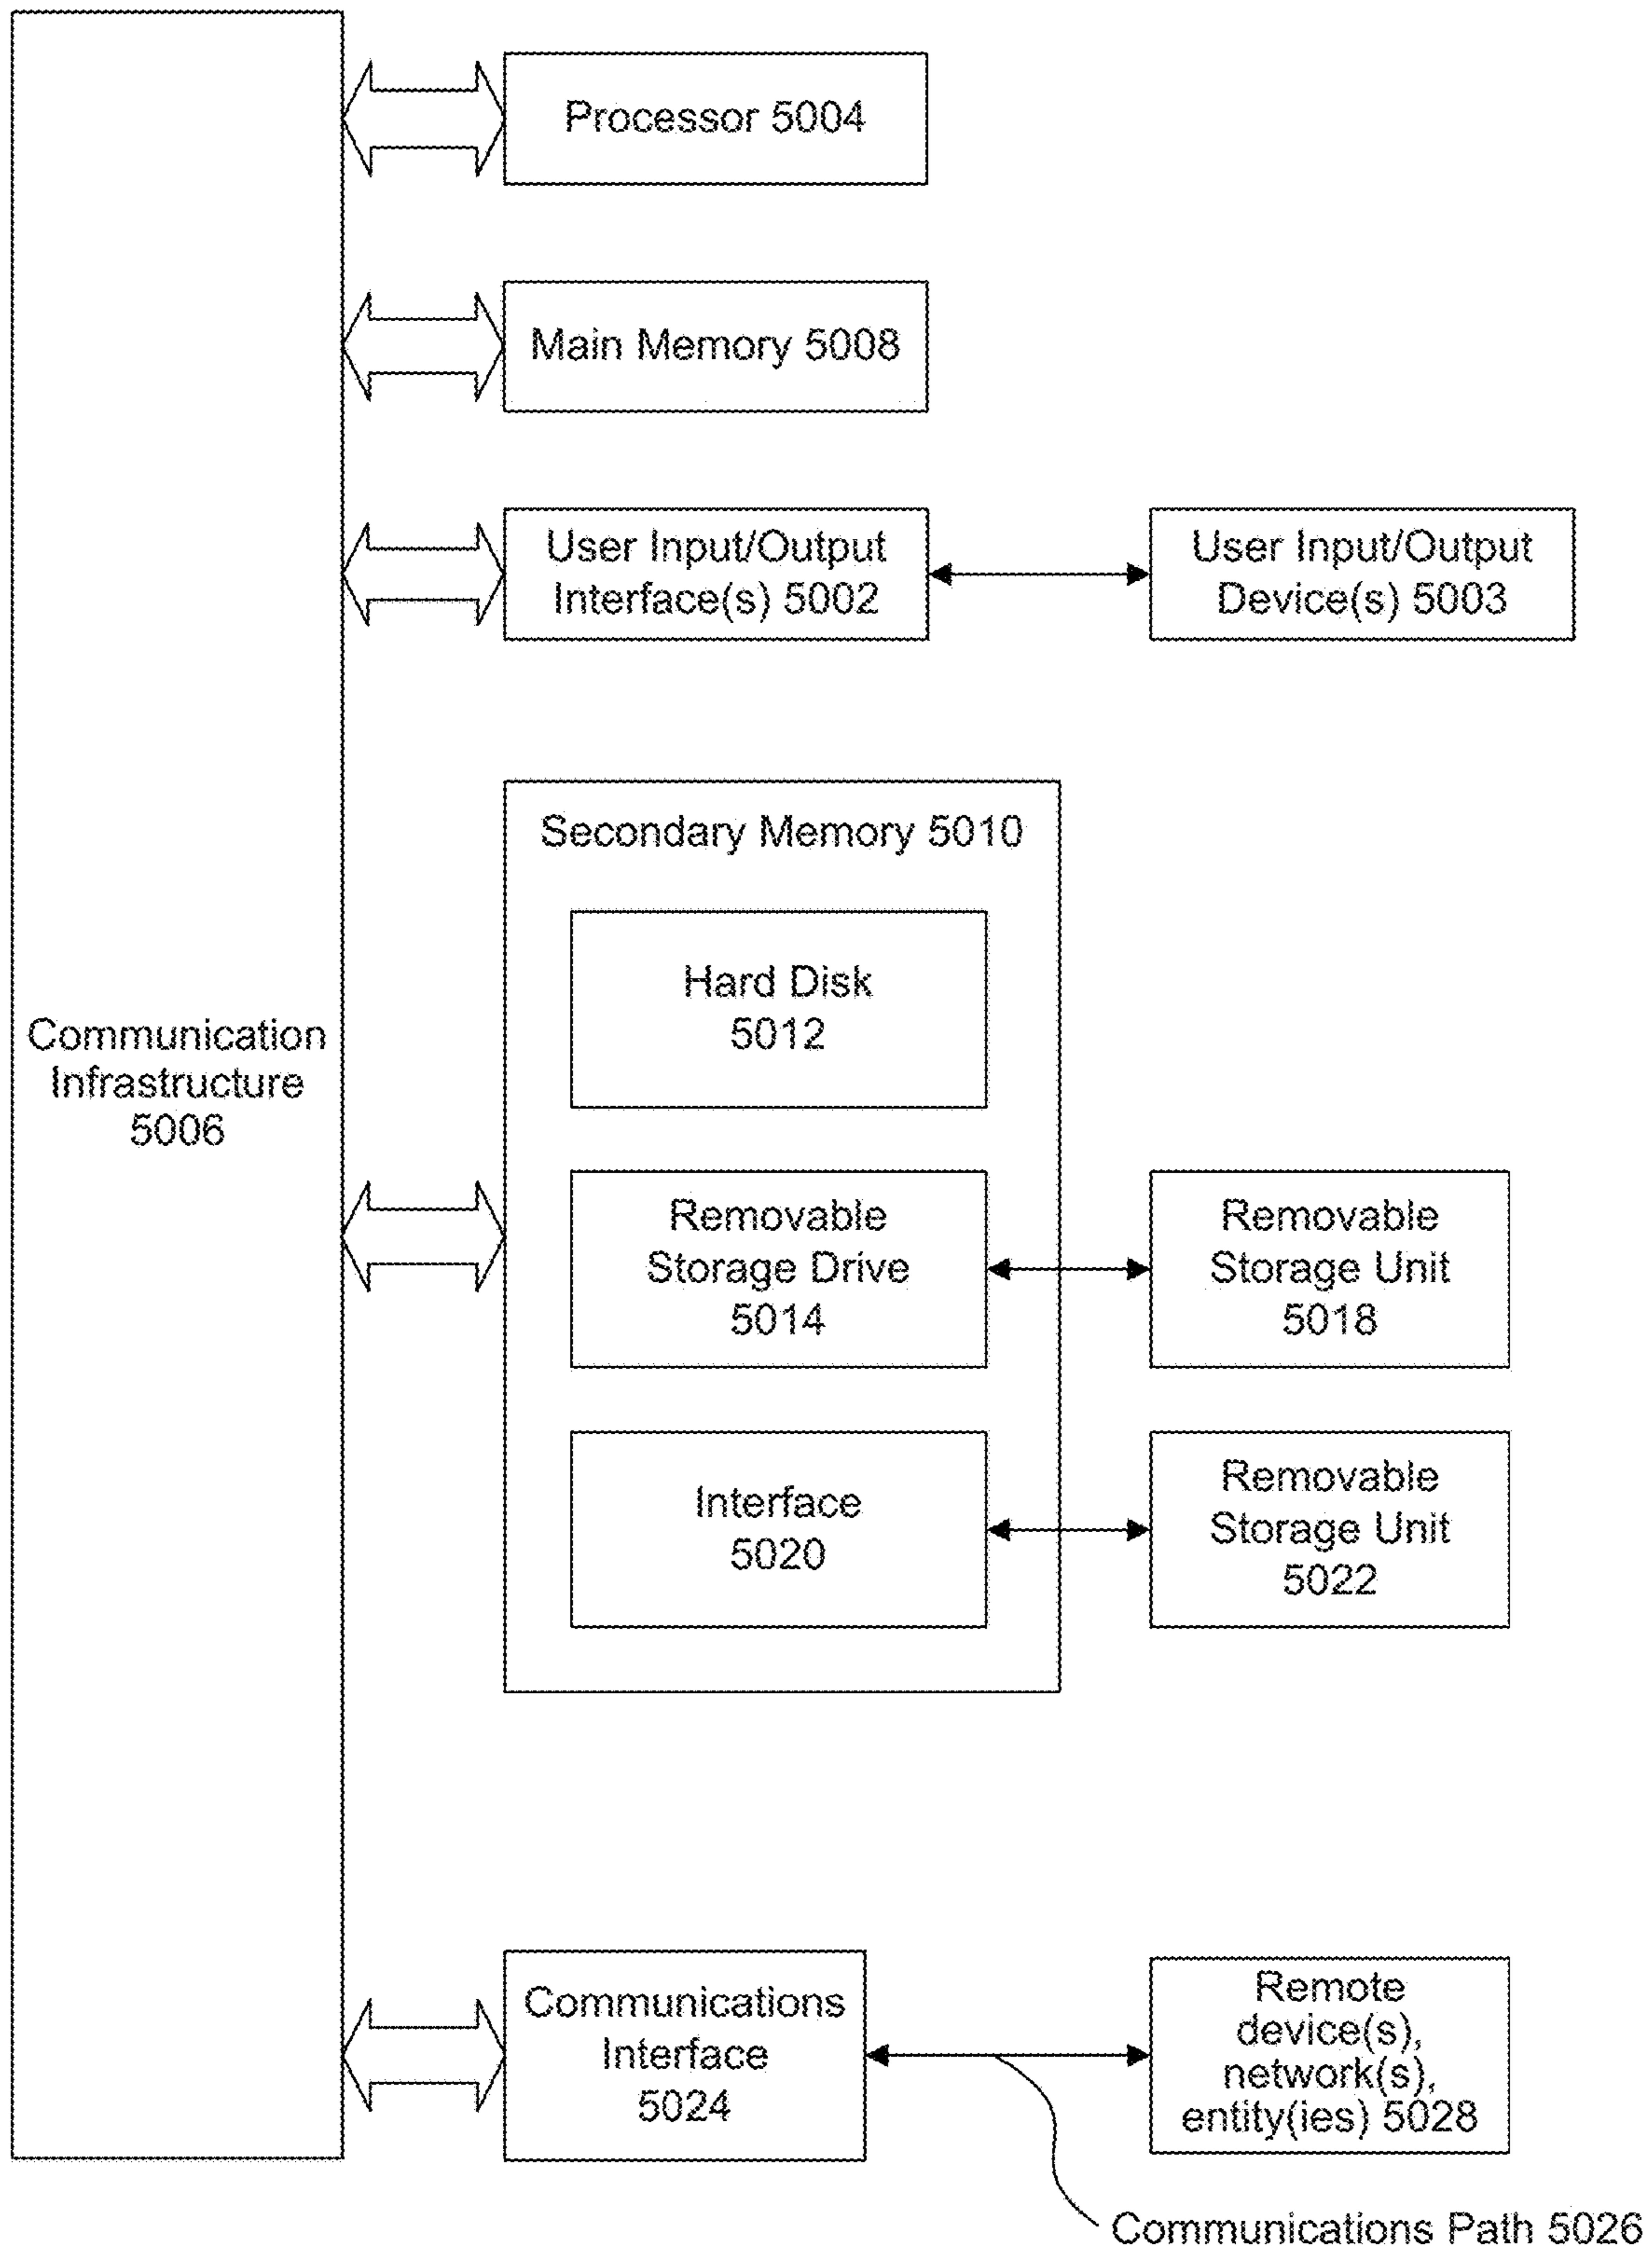 Processor 5004
Main Memory 5008
User Input/Output
Interface(s) 5002
User Input/Output
Device(s) 5003
Secondary Memory 5010
Hard Disk
5012
Communication
Infrastructure
5006
Removable
Storage Drive
5014
Removable
Storage Unit
5018
Interface
5020
Removable
Storage Unit
5022
Communications
Interface
5024
Remote
device(s),
network(s),
entity(ies) 5028
Communications Path 5026